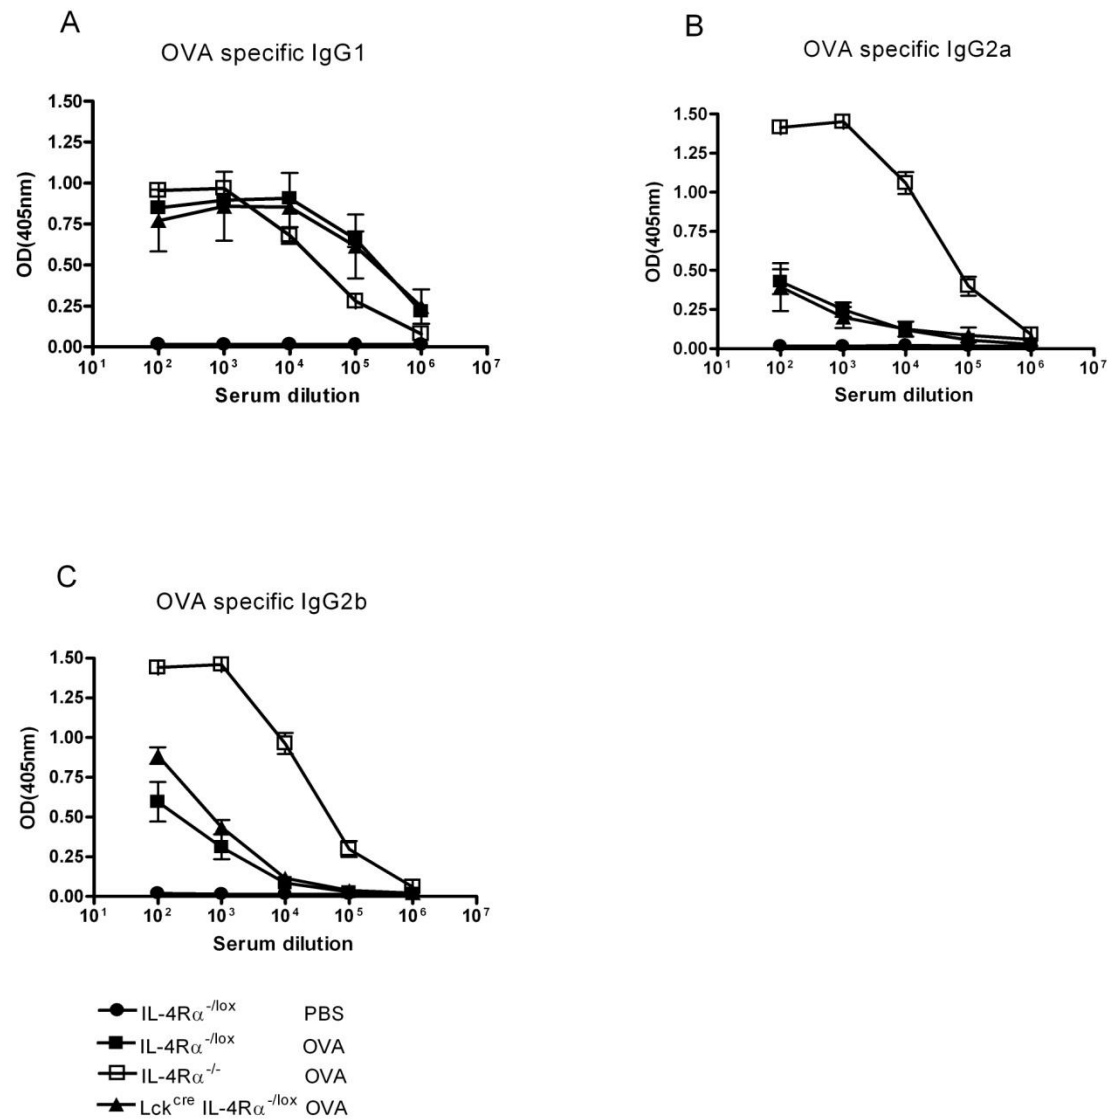 A
OVA specific IgG1
OD(405nm)
1.50
1.25
1.00
0.75
0.50
0.25
0.00
10¹ 10² 10³ 10⁴ 10⁵ 10⁶ 10⁷
Serum dilution
B
OVA specific IgG2a
OD(405nm)
1.50
1.25
1.00
0.75
0.50
0.25
0.00
10¹ 10² 10³ 10⁴ 10⁵ 10⁶ 10⁷
Serum dilution
C
OVA specific IgG2b
OD(405nm)
1.50
1.25
1.00
0.75
0.50
0.25
0.00
10¹ 10² 10³ 10⁴ 10⁵ 10⁶ 10⁷
Serum dilution
IL-4Rα-/lox PBS
IL-4Rα-/lox OVA
IL-4Rα-/- OVA
Lckcre IL-4Rα-/lox OVA